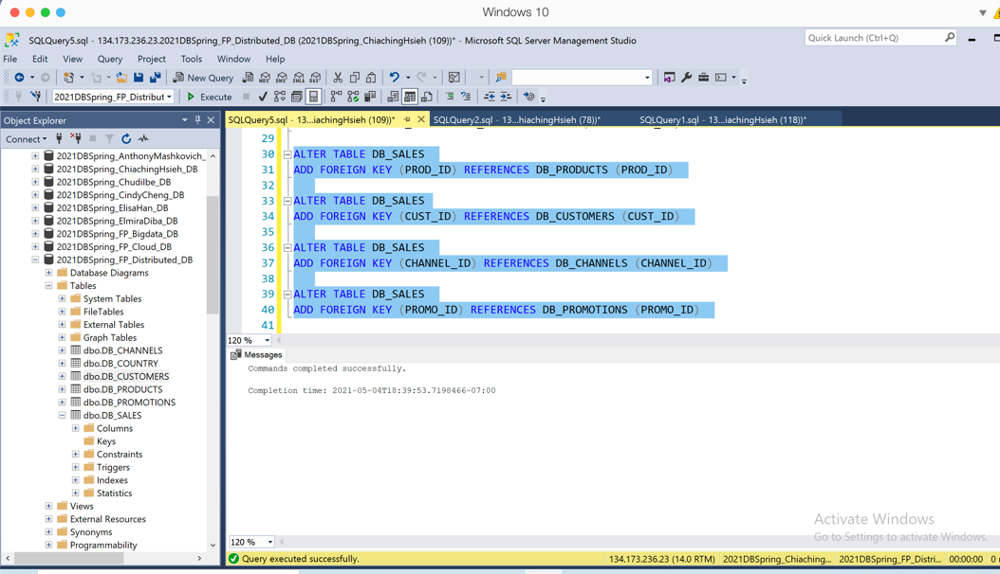 Windows 10
SQLQuery5.sql - 134.173.236.23.2021DBSpring_FP_Distributed_DB (2021DBSpring_ChiachingHsieh (109))* - Microsoft SQL Server Management Studio
Quick Launch (Ctrl+Q)
File Edit View Query Project Tools Window Help
New Query
2021DBSpring_FP_Distribut
Execute
Object Explorer
SQLQuery5.sql - 13...iachingHsieh (109))*
SQLQuery2.sql - 13...hiachingHsieh (78))*
SQLQuery1.sql - 13...iachingHsieh (118))*
Connect
2021DBSpring_AnthonyMashkovich_
2021DBSpring_ChiachingHsieh_DB
2021DBSpring_Chudilbe_DB
2021DBSpring_CindyCheng_DB
2021DBSpring_ElisaHan_DB
2021DBSpring_ElmiraDiba_DB
2021DBSpring_FP_Bigdata_DB
2021DBSpring_FP_Cloud_DB
2021DBSpring_FP_Distributed_DB
Database Diagrams
Tables
System Tables
FileTables
External Tables
Graph Tables
dbo.DB_CHANNELS
dbo.DB_COUNTRY
dbo.DB_CUSTOMERS
dbo.DB_PRODUCTS
dbo.DB_PROMOTIONS
dbo.DB_SALES
Columns
Keys
Constraints
Triggers
Indexes
Statistics
Views
External Resources
Synonyms
Programmability
29
30 ALTER TABLE DB_SALES
31 ADD FOREIGN KEY (PROD_ID) REFERENCES DB_PRODUCTS (PROD_ID)
32
33 ALTER TABLE DB_SALES
34 ADD FOREIGN KEY (CUST_ID) REFERENCES DB_CUSTOMERS (CUST_ID)
35
36 ALTER TABLE DB_SALES
37 ADD FOREIGN KEY (CHANNEL_ID) REFERENCES DB_CHANNELS (CHANNEL_ID)
38
39 ALTER TABLE DB_SALES
40 ADD FOREIGN KEY (PROMO_ID) REFERENCES DB_PROMOTIONS (PROMO_ID)
41
120 %
Messages
Commands completed successfully.
Completion time: 2021-05-04T18:39:53.7198466-07:00
Activate Windows
Go to Settings to activate Windows.
120 %
Query executed successfully.
134.173.236.23 (14.0 RTM)
2021DBSpring_Chiaching...
2021DBSpring_FP_Distri...
00:00:00
0